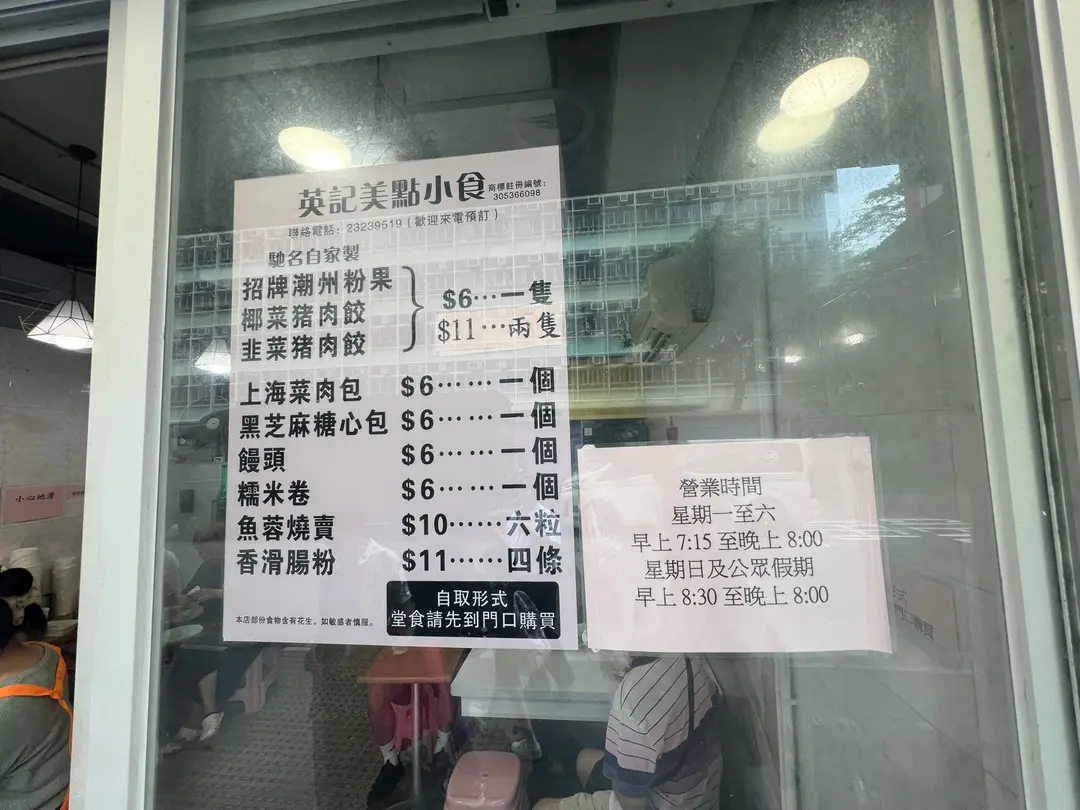 英記美點小食 商標註冊編號：305366098
聯絡電話：23239519（歡迎來電預訂）
馳名自家製
招牌潮州粉果
椰菜豬肉餃
韭菜豬肉餃
$6…一隻
$11…兩隻
上海菜肉包 $6……一個
黑芝麻糖心包 $6……一個
饅頭 $6……一個
糯米卷 $6……一個
魚蓉燒賣 $10……六粒
香滑腸粉 $11……四條
自取形式
堂食請先到門口購買
本店部份食物含有花生，如敏感者慎服。
營業時間
星期一至六
早上 7:15 至晚上 8:00
星期日及公眾假期
早上 8:30 至晚上 8:00
小心地滑
門口購買